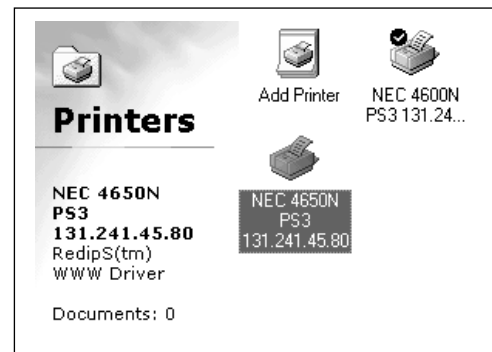 Printers
NEC 4650N
PS3
131.241.45.80
RedipS(tm)
WWW Driver
Documents: 0
Add Printer
NEC 4600N
PS3 131.24...
NEC 4650N
PS3
131.241.45.80